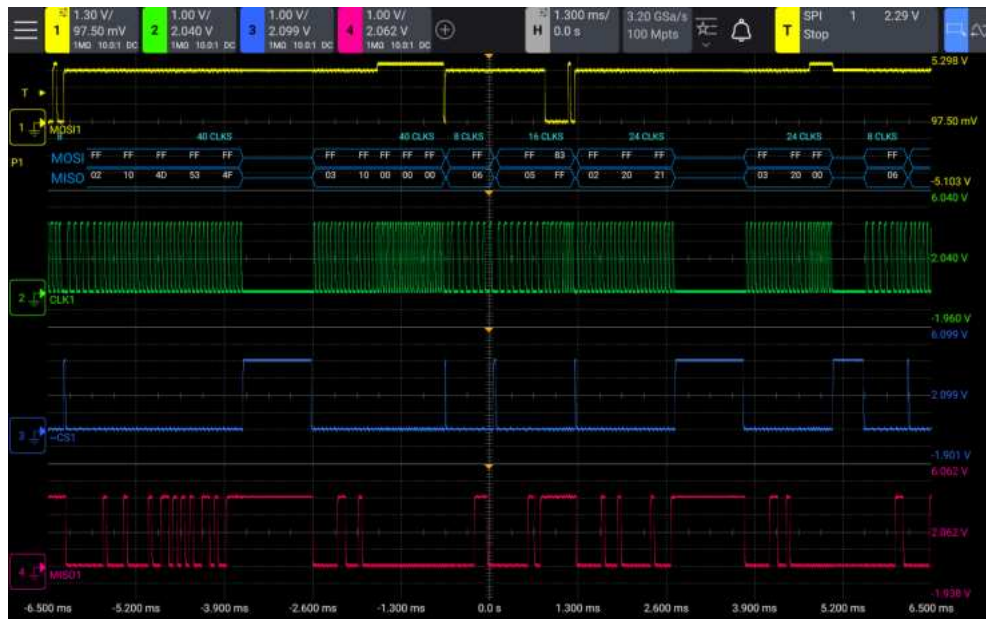 1 1.30 V/ 97.50 mV 1MΩ 10.0:1 DC
2 1.00 V/ 2.040 V 1MΩ 10.0:1 DC
3 1.00 V/ 2.099 V 1MΩ 10.0:1 DC
4 1.00 V/ 2.062 V 1MΩ 10.0:1 DC
H 1.300 ms/ 0.0 s
3.20 GSa/s 100 Mpts
T SPI 1 2.29 V
Stop
5.298 V
T
1 MOSI1
97.50 mV
8 40 CLKS 40 CLKS 8 CLKS 16 CLKS 24 CLKS 24 CLKS 8 CLKS
P1
MOSI FF FF FF FF FF FF FF FF FF FF FF FF 83 FF FF FF FF FF FF FF
MISO 02 10 4D 53 4F 03 10 00 00 00 06 05 FF 02 20 21 03 20 00 06
-5.103 V
6.040 V
2.040 V
2 CLK1
-1.960 V
6.099 V
2.099 V
3 ~CS1
-1.901 V
6.062 V
2.062 V
4 MISO1
-1.938 V
-6.500 ms -5.200 ms -3.900 ms -2.600 ms -1.300 ms 0.0 s 1.300 ms 2.600 ms 3.900 ms 5.200 ms 6.500 ms